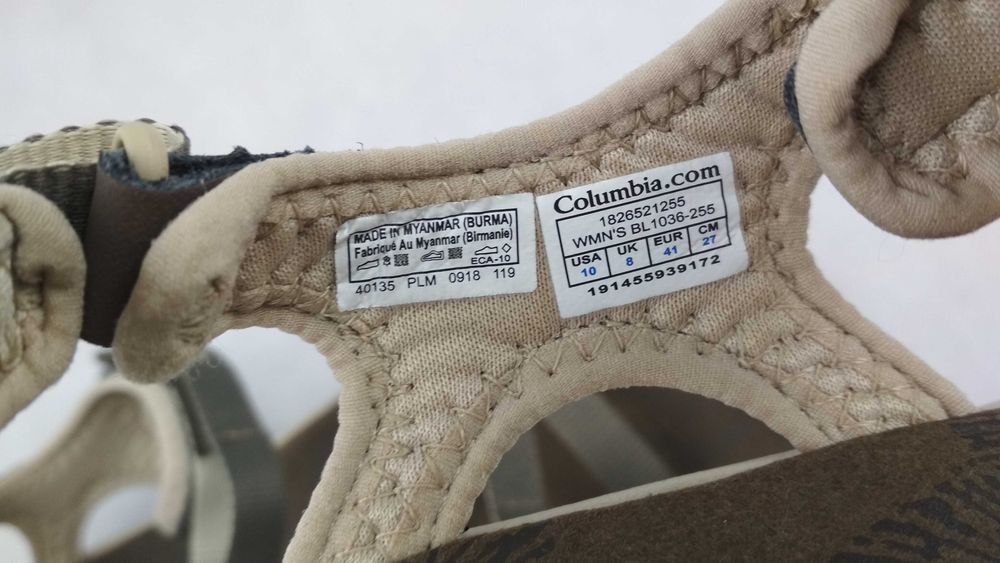 MADE IN MYANMAR (BURMA)
Fabriqué Au Myanmar (Birmanie)
ECA-10
40135 PLM 0918 119
Columbia.com
1826521255
WMN'S BL1036-255
USA UK EUR CM
10 8 41 27
191455939172